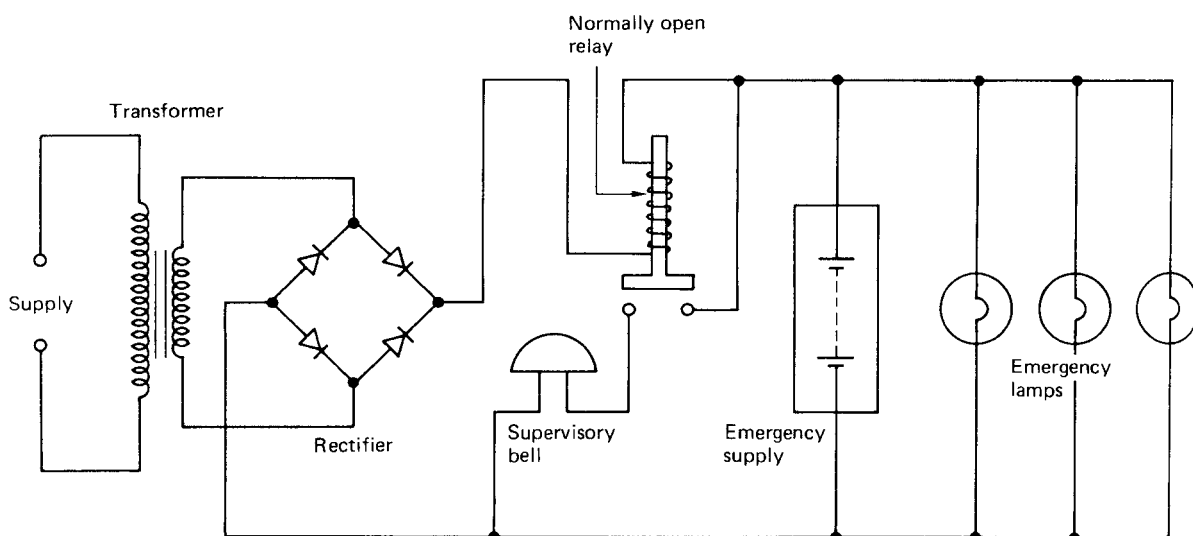 Normally open
relay
Transformer
Supply
Rectifier
Supervisory
bell
Emergency
supply
Emergency
lamps